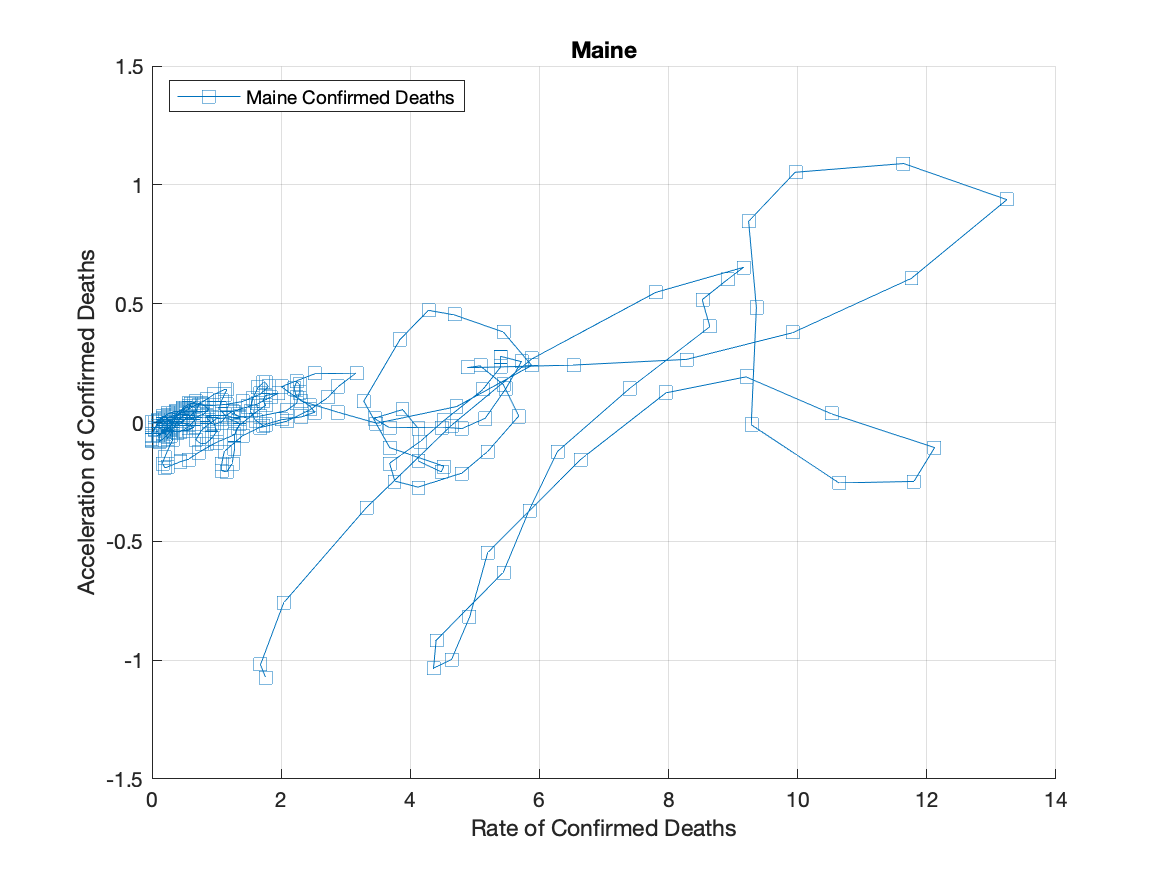 Maine
1.5
Maine Confirmed Deaths
1
0.5
0
-0.5
-1
-1.5
Acceleration of Confirmed Deaths
0 2 4 6 8 10 12 14
Rate of Confirmed Deaths